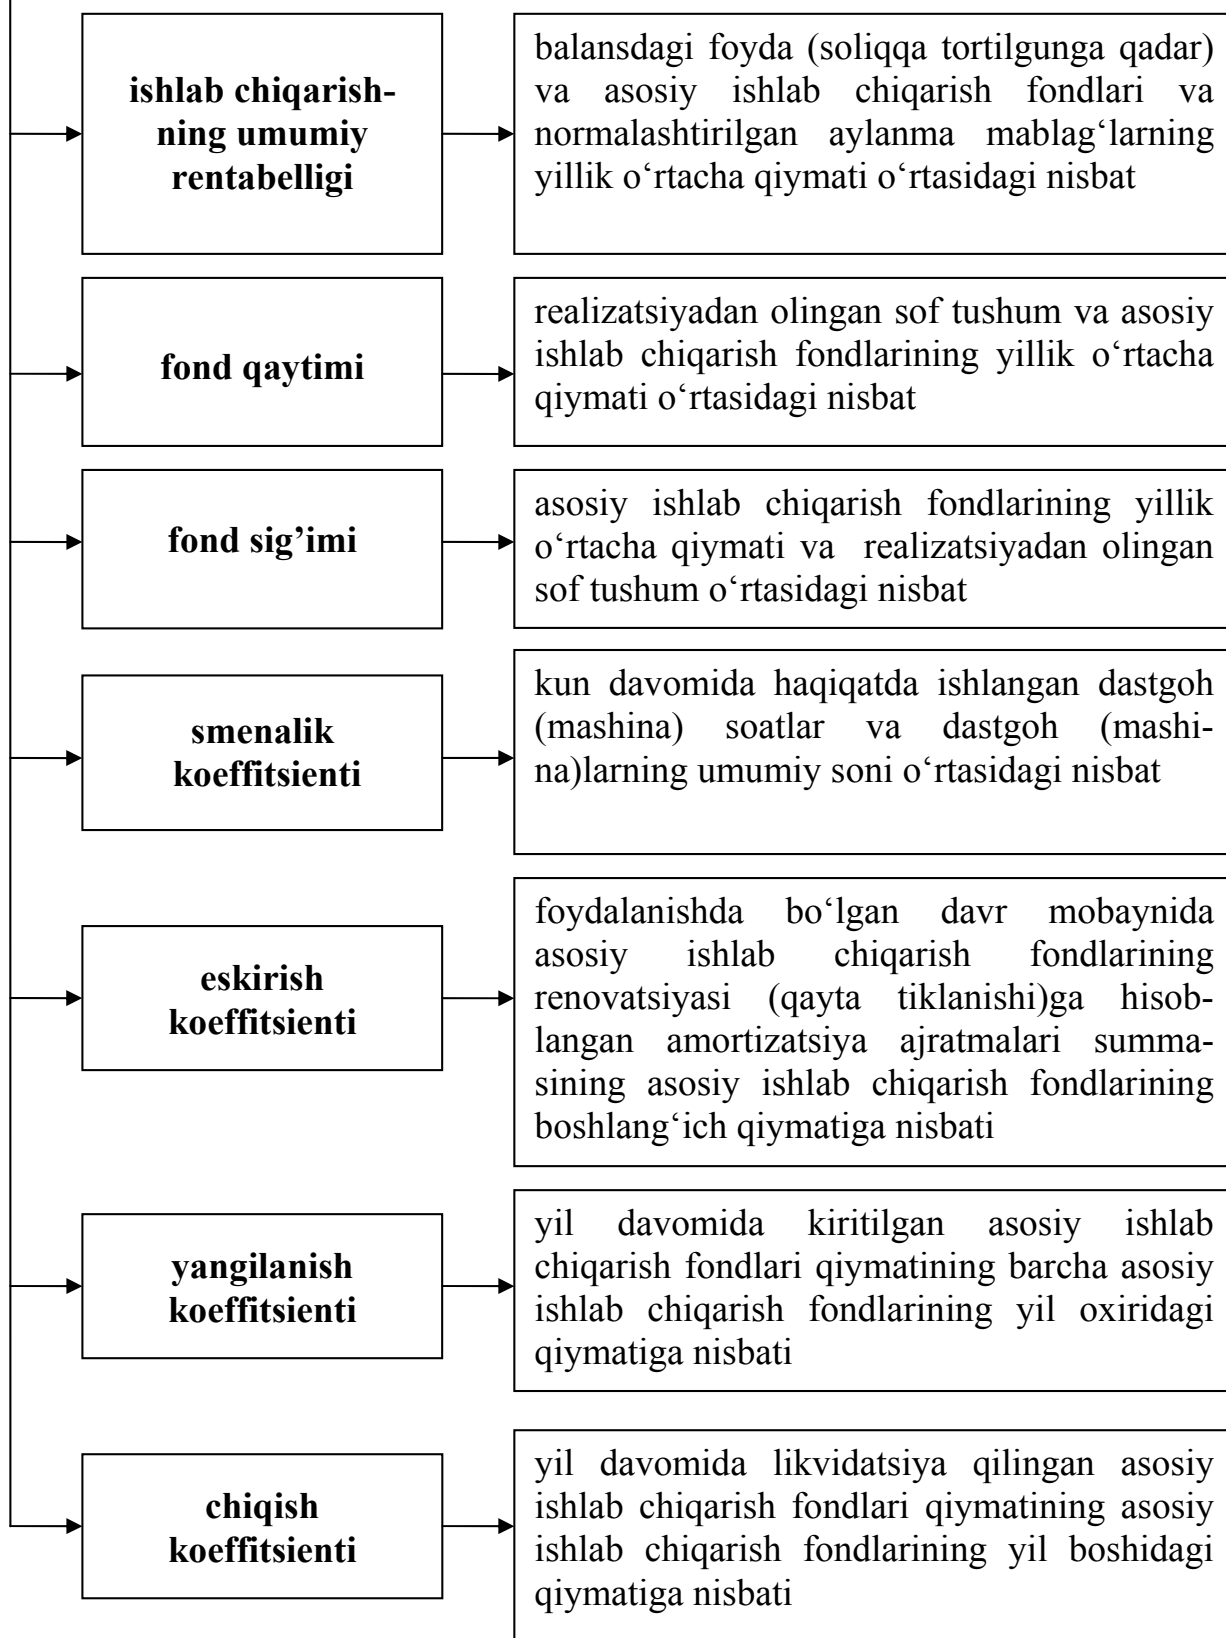 ishlab chiqarish-
ning umumiy
rentabelligi
balansdagi foyda (soliqqa tortilgunga qadar)
va asosiy ishlab chiqarish fondlari va
normalashtirilgan aylanma mablag‘larning
yillik o‘rtacha qiymati o‘rtasidagi nisbat
fond qaytimi
realizatsiyadan olingan sof tushum va asosiy
ishlab chiqarish fondlarining yillik o‘rtacha
qiymati o‘rtasidagi nisbat
fond sig’imi
asosiy ishlab chiqarish fondlarining yillik
o‘rtacha qiymati va realizatsiyadan olingan
sof tushum o‘rtasidagi nisbat
smenalik
koeffitsienti
kun davomida haqiqatda ishlangan dastgoh
(mashina) soatlar va dastgoh (mashi-
na)larning umumiy soni o‘rtasidagi nisbat
eskirish
koeffitsienti
foydalanishda bo‘lgan davr mobaynida
asosiy ishlab chiqarish fondlarining
renovatsiyasi (qayta tiklanishi)ga hisob-
langan amortizatsiya ajratmalari summa-
sining asosiy ishlab chiqarish fondlarining
boshlang‘ich qiymatiga nisbati
yangilanish
koeffitsienti
yil davomida kiritilgan asosiy ishlab
chiqarish fondlari qiymatining barcha asosiy
ishlab chiqarish fondlarining yil oxiridagi
qiymatiga nisbati
chiqish
koeffitsienti
yil davomida likvidatsiya qilingan asosiy
ishlab chiqarish fondlari qiymatining asosiy
ishlab chiqarish fondlarining yil boshidagi
qiymatiga nisbati